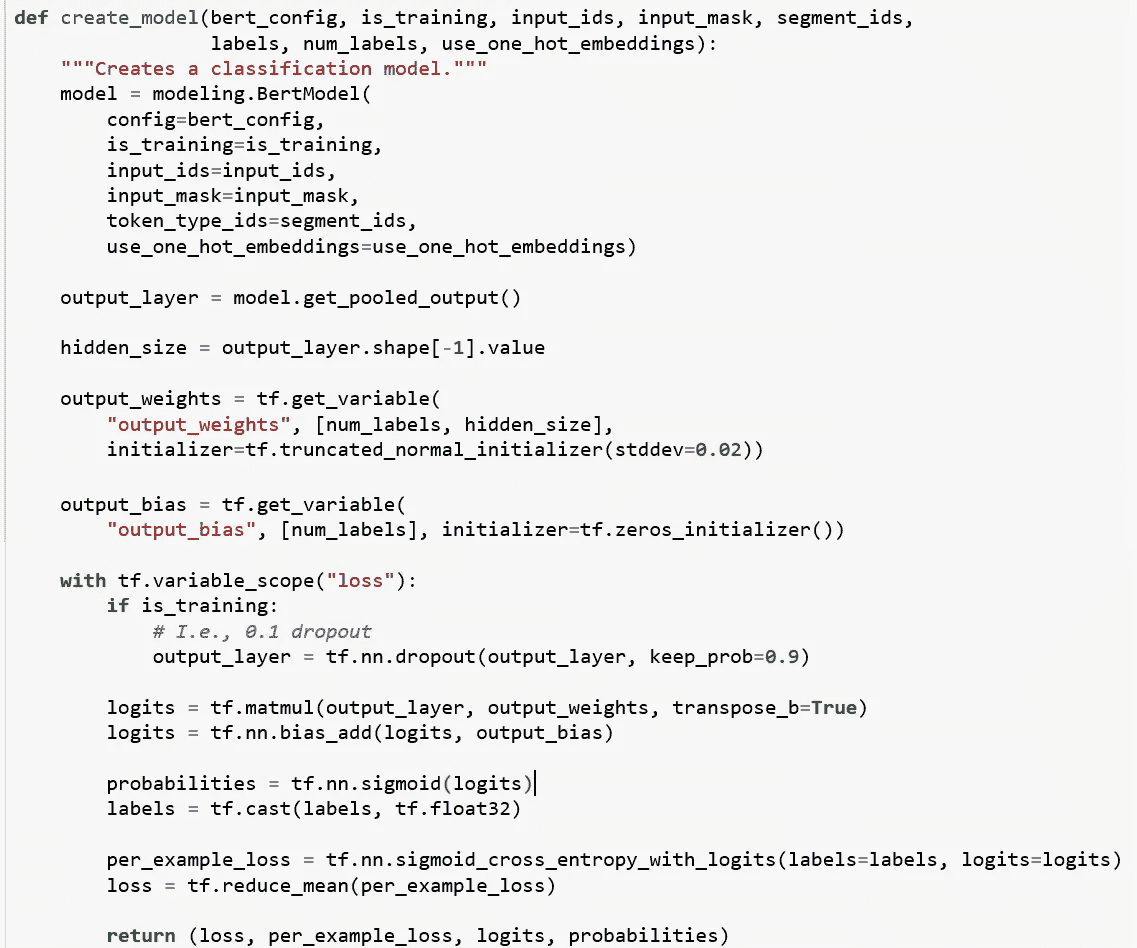 def create_model(bert_config, is_training, input_ids, input_mask, segment_ids,
                 labels, num_labels, use_one_hot_embeddings):
    """Creates a classification model."""
    model = modeling.BertModel(
        config=bert_config,
        is_training=is_training,
        input_ids=input_ids,
        input_mask=input_mask,
        token_type_ids=segment_ids,
        use_one_hot_embeddings=use_one_hot_embeddings)

    output_layer = model.get_pooled_output()

    hidden_size = output_layer.shape[-1].value

    output_weights = tf.get_variable(
        "output_weights", [num_labels, hidden_size],
        initializer=tf.truncated_normal_initializer(stddev=0.02))

    output_bias = tf.get_variable(
        "output_bias", [num_labels], initializer=tf.zeros_initializer())

    with tf.variable_scope("loss"):
        if is_training:
            # I.e., 0.1 dropout
            output_layer = tf.nn.dropout(output_layer, keep_prob=0.9)

        logits = tf.matmul(output_layer, output_weights, transpose_b=True)
        logits = tf.nn.bias_add(logits, output_bias)

        probabilities = tf.nn.sigmoid(logits)
        labels = tf.cast(labels, tf.float32)

        per_example_loss = tf.nn.sigmoid_cross_entropy_with_logits(labels=labels, logits=logits)
        loss = tf.reduce_mean(per_example_loss)

        return (loss, per_example_loss, logits, probabilities)